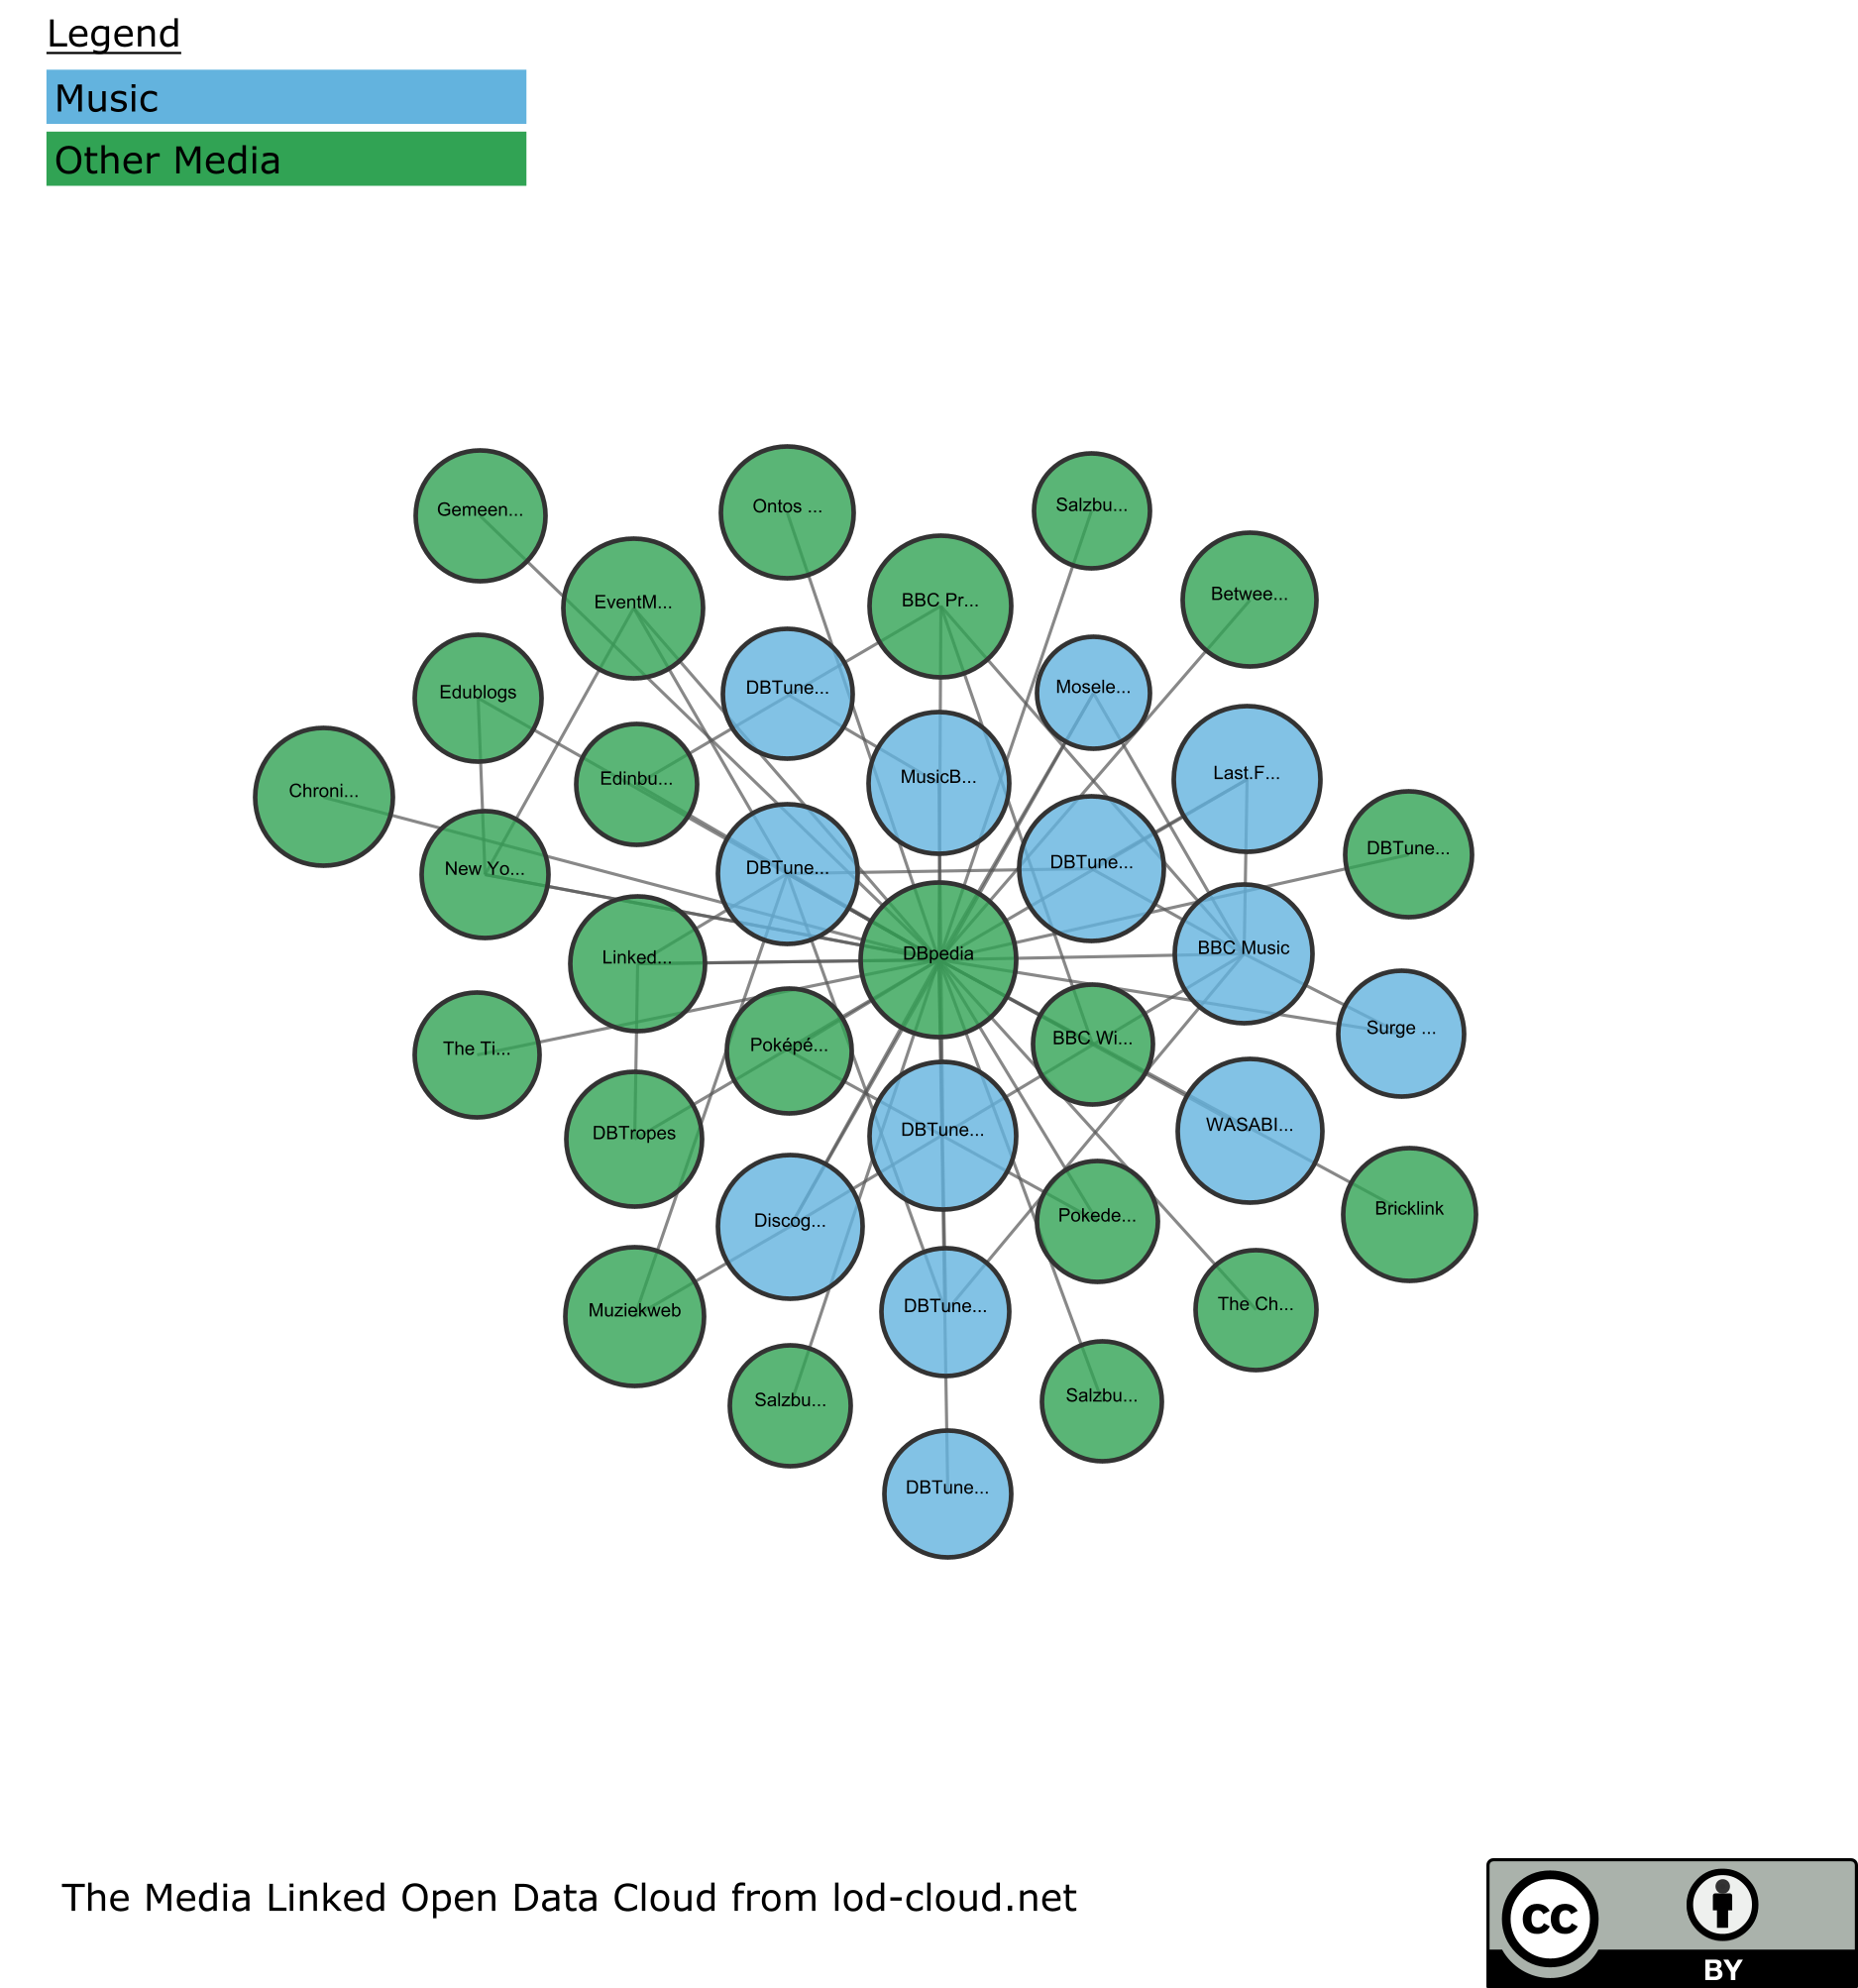 Legend
Music
Other Media
Gemeen...
Ontos ...
Salzbu...
EventM...
BBC Pr...
Betwee...
Edublogs
DBTune...
Mosele...
Chroni...
Edinbu...
MusicB...
Last.F...
New Yo...
DBTune...
DBTune...
DBTune...
Linked...
DBpedia
BBC Music
The Ti...
Poképé...
BBC Wi...
Surge ...
DBTropes
DBTune...
WASABI...
Discog...
Pokede...
Bricklink
Muziekweb
DBTune...
The Ch...
Salzbu...
Salzbu...
DBTune...
The Media Linked Open Data Cloud from lod-cloud.net
cc
BY